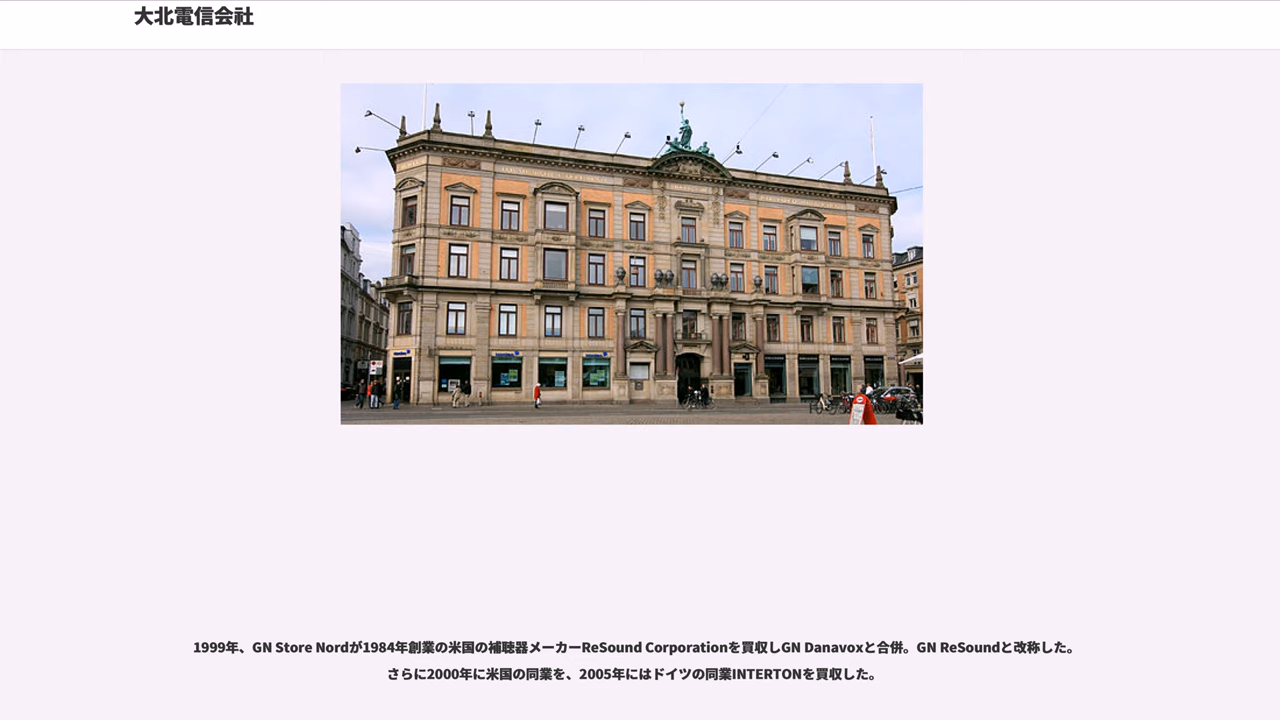 大北電信会社
1999年、GN Store Nordが1984年創業の米国の補聴器メーカーReSound Corporationを買収しGN Danavoxと合併。GN ReSoundと改称した。
さらに2000年に米国の同業を、2005年にはドイツの同業INTERTONを買収した。